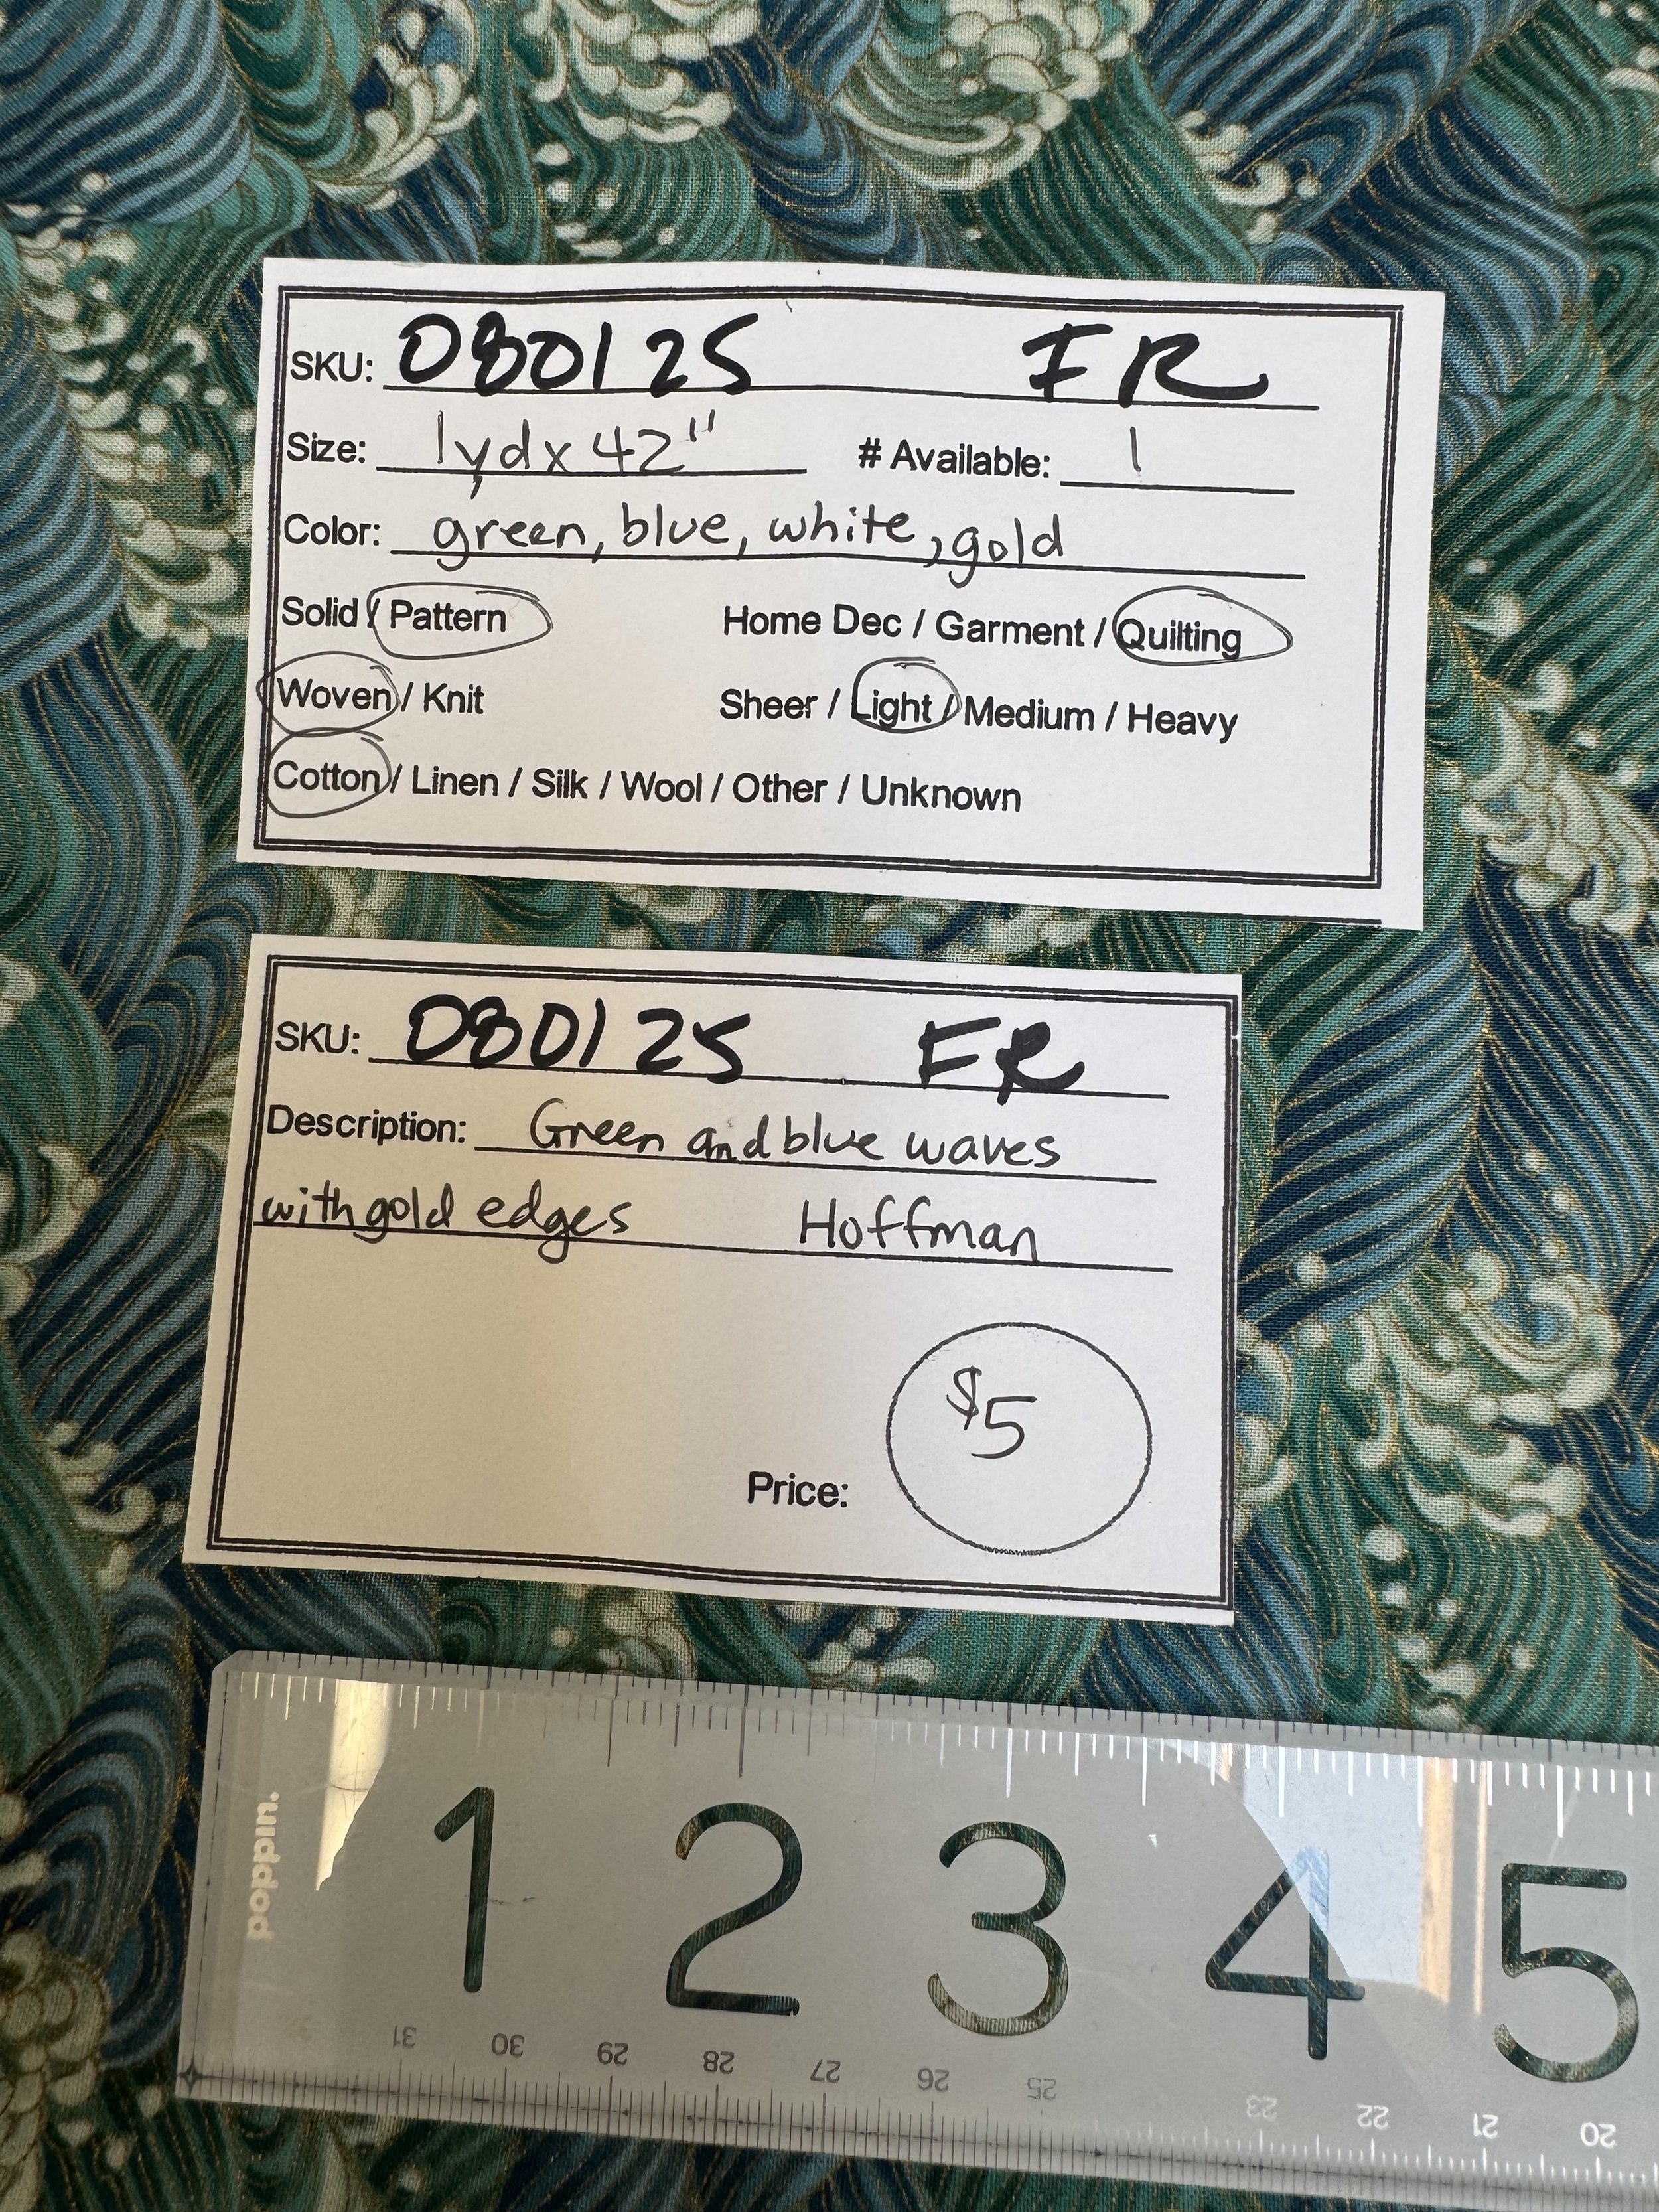 SKU: 080125 FR
Size: 1yd x 42" # Available: 1
Color: green, blue, white, gold
Solid / Pattern Home Dec / Garment / Quilting
Woven / Knit Sheer / Light / Medium / Heavy
Cotton / Linen / Silk / Wool / Other / Unknown
SKU: 080125 FR
Description: Green and blue waves
with gold edges Hoffman
$5
Price:
poppin.
1 2 3 4 5
31 30 29 28 27 26 25 23 22 21 20